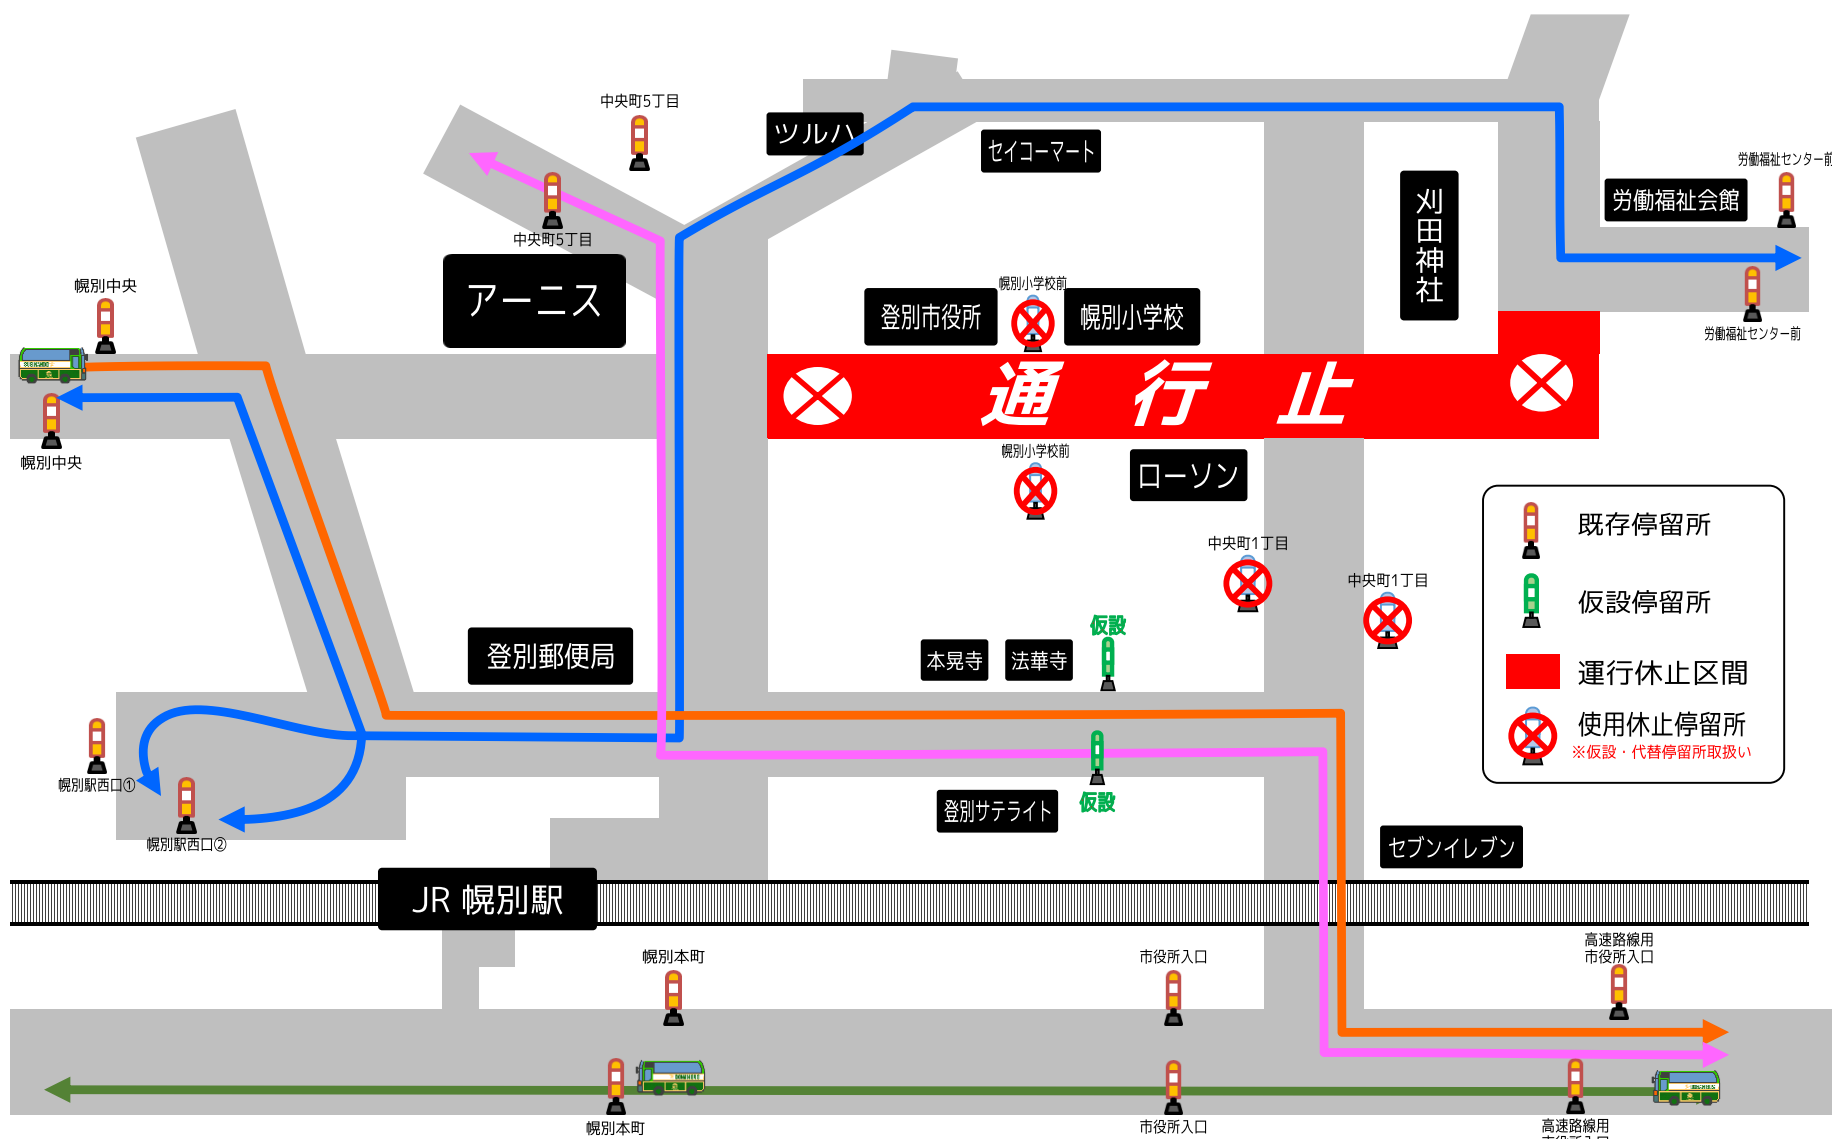 中央町5丁目
ツルハ
セイコーマート
労働福祉センター前
労働福祉会館
刈田神社
中央町5丁目
アーニス
幌別中央
幌別小学校前
登別市役所
幌別小学校
労働福祉センター前
通行止
幌別中央
幌別小学校前
ローソン
既存停留所
中央町1丁目
中央町1丁目
仮設停留所
仮設
登別郵便局
本晃寺
法華寺
運行休止区間
使用休止停留所
※仮設・代替停留所取扱い
幌別駅西口①
仮設
登別サテライト
幌別駅西口②
セブンイレブン
JR 幌別駅
高速路線用
市役所入口
幌別本町
市役所入口
幌別本町
市役所入口
高速路線用